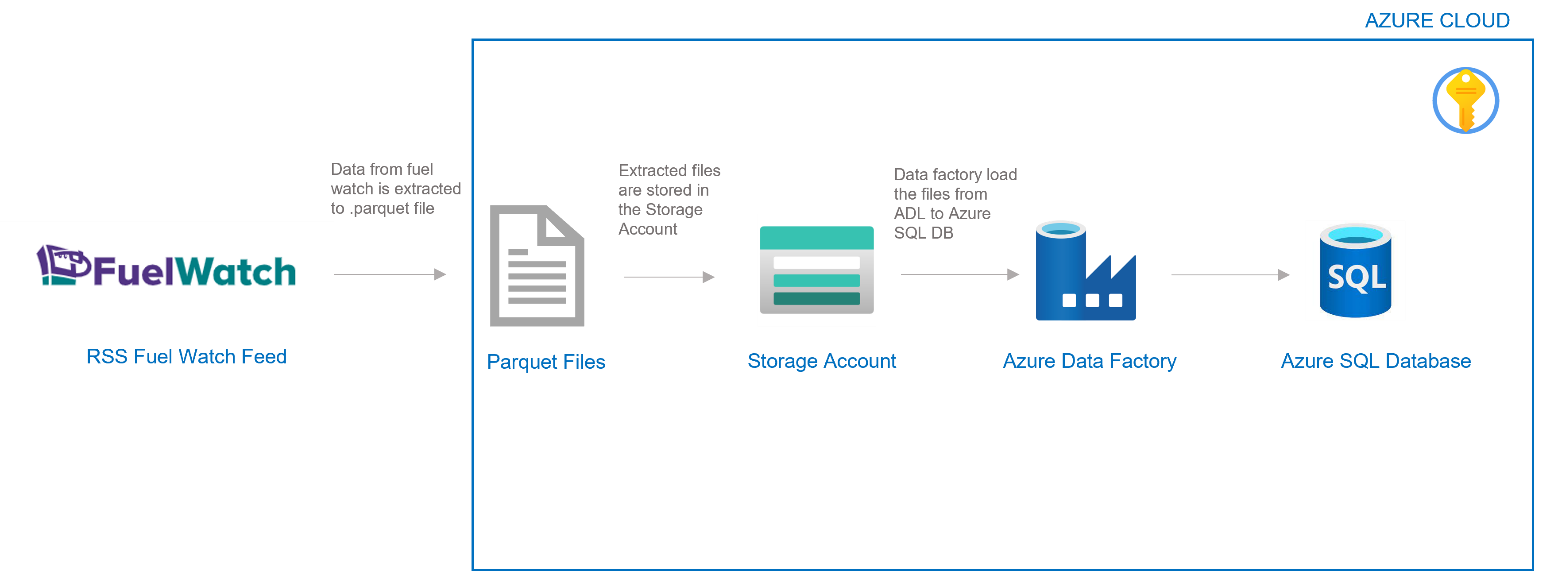 AZURE CLOUD
Data from fuel
watch is extracted
to .parquet file
Extracted files
are stored in
the Storage
Account
Data factory load
the files from
ADL to Azure
SQL DB
FuelWatch
SQL
RSS Fuel Watch Feed
Parquet Files
Storage Account
Azure Data Factory
Azure SQL Database